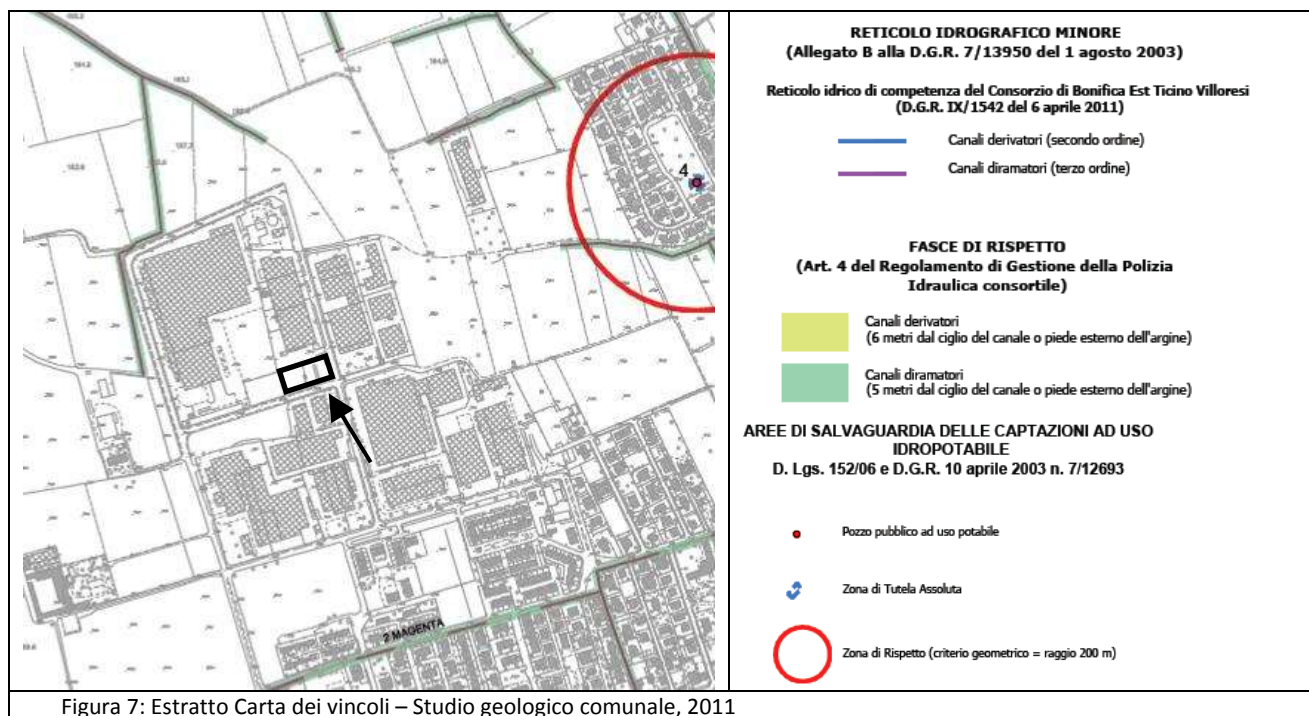 4
2 MAGENTA
RETICOLO IDROGRAFICO MINORE
(Allegato B alla D.G.R. 7/13950 del 1 agosto 2003)
Reticolo idrico di competenza del Consorzio di Bonifica Est Ticino Villoresi
(D.G.R. IX/1542 del 6 aprile 2011)
Canali derivatori (secondo ordine)
Canali diramatori (terzo ordine)
FASCE DI RISPETTO
(Art. 4 del Regolamento di Gestione della Polizia
Idraulica consortile)
Canali derivatori
(6 metri dal ciglio del canale o piede esterno dell'argine)
Canali diramatori
(5 metri dal ciglio del canale o piede esterno dell'argine)
AREE DI SALVAGUARDIA DELLE CAPTAZIONI AD USO
IDROPOTABILE
D. Lgs. 152/06 e D.G.R. 10 aprile 2003 n. 7/12693
Pozzo pubblico ad uso potabile
Zona di Tutela Assoluta
Zona di Rispetto (criterio geometrico = raggio 200 m)
Figura 7: Estratto Carta dei vincoli – Studio geologico comunale, 2011